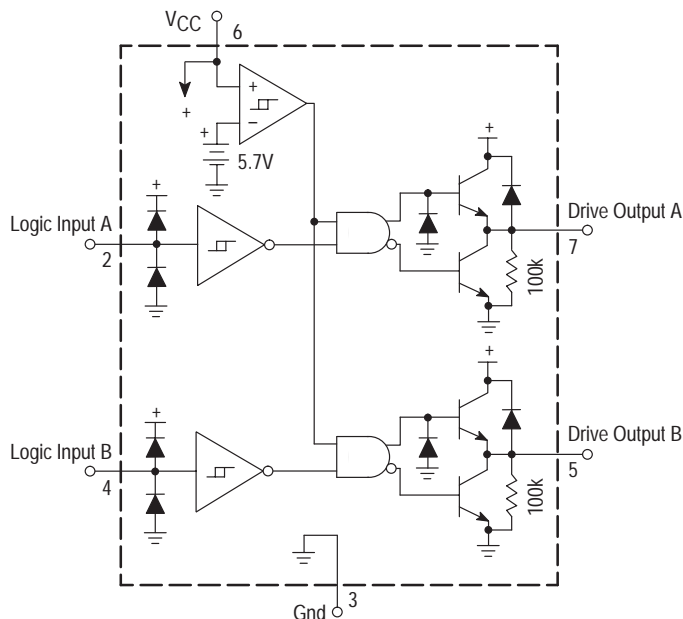 VCC
6
+
+
–
+
5.7V
+
+
Logic Input A
2
Drive Output A
7
100k
+
+
Logic Input B
4
Drive Output B
5
100k
3
Gnd